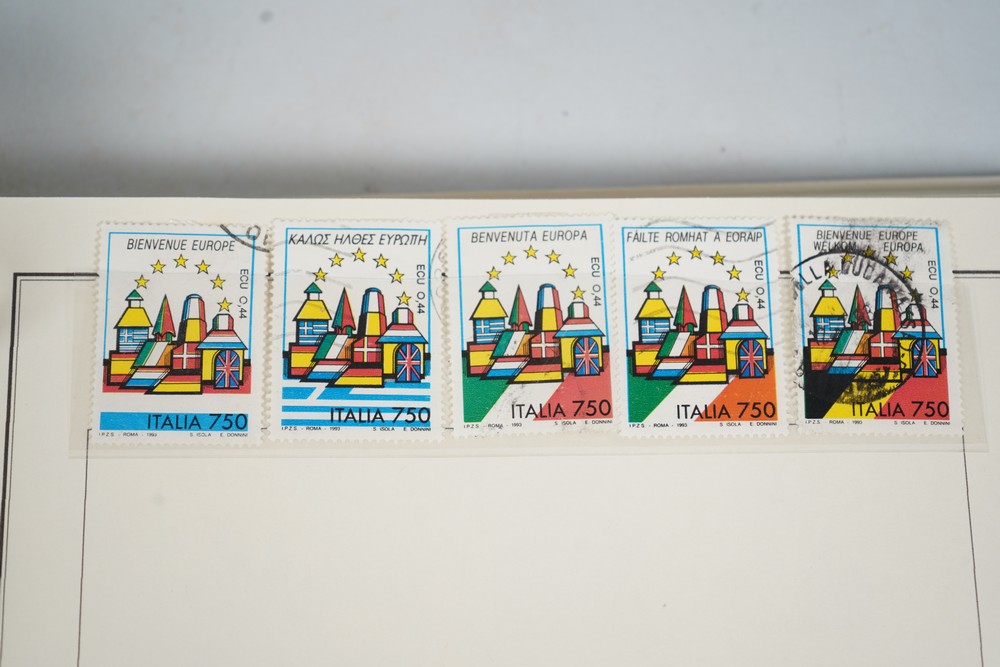 BIENVENUE EUROPE
ECU 0,44
ITALIA 750
I.P.Z.S. - ROMA - 1993 S. ISOLA E. DONNINI
ΚΑΛΩΣ ΗΛΘΕΣ ΕΥΡΩΠΗ
ECU 0,44
ITALIA 750
I.P.Z.S. - ROMA - 1993 S. ISOLA E. DONNINI
BENVENUTA EUROPA
ECU 0,44
ITALIA 750
I.P.Z.S. - ROMA - 1993 S. ISOLA E. DONNINI
FÁILTE ROMHAT A EORAIP
ECU 0,44
ITALIA 750
I.P.Z.S. - ROMA - 1993 S. ISOLA E. DONNINI
BIENVENUE EUROPE
WELKOM EUROPA
ECU 0,44
ITALIA 750
I.P.Z.S. - ROMA - 1993 S. ISOLA E. DONNINI